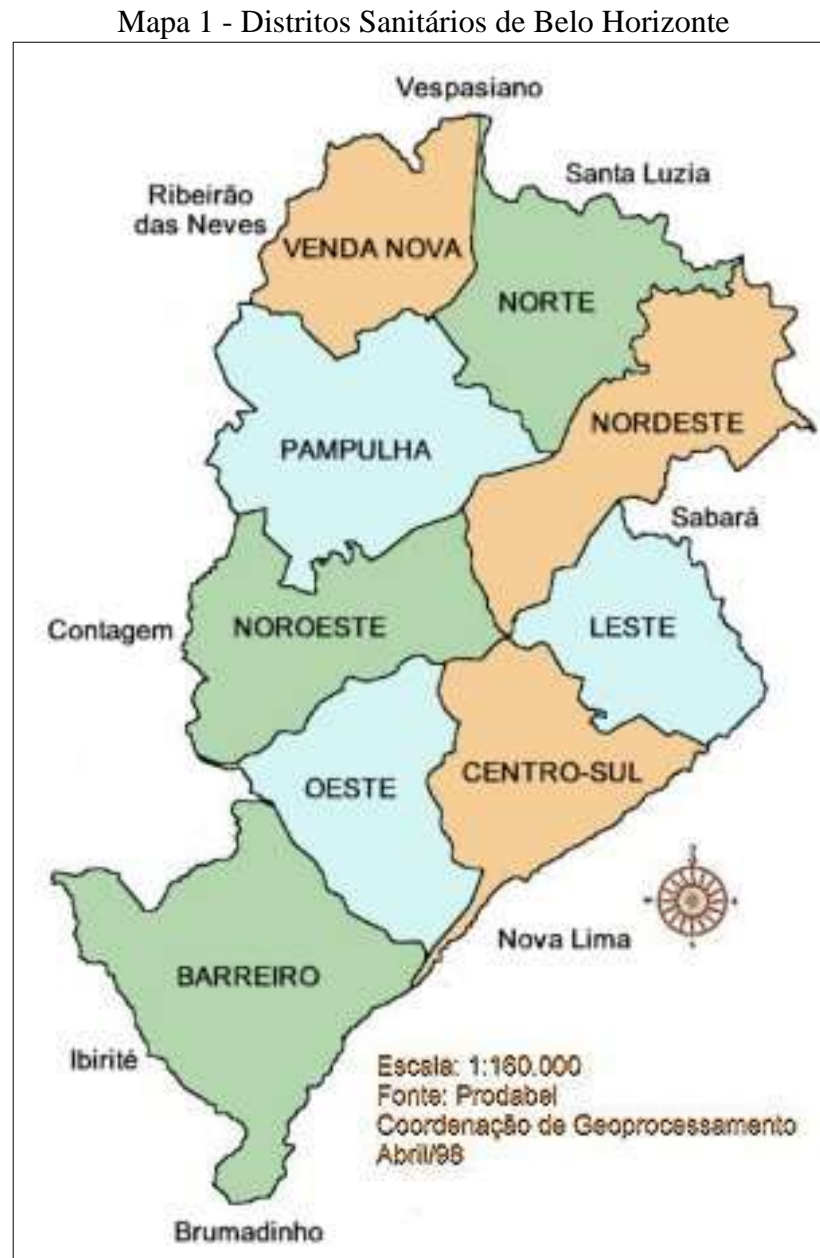 Mapa 1 - Distritos Sanitários de Belo Horizonte
Vespasiano
Santa Luzia
Ribeirão
das Neves
VENDA NOVA
NORTE
NORDESTE
PAMPULHA
Sabará
Contagem
NOROESTE
LESTE
OESTE
CENTRO-SUL
Nova Lima
BARREIRO
Ibirité
Escala: 1:160.000
Fonte: Prodabel
Coordenação de Geoprocessamento
Abril/98
Brumadinho